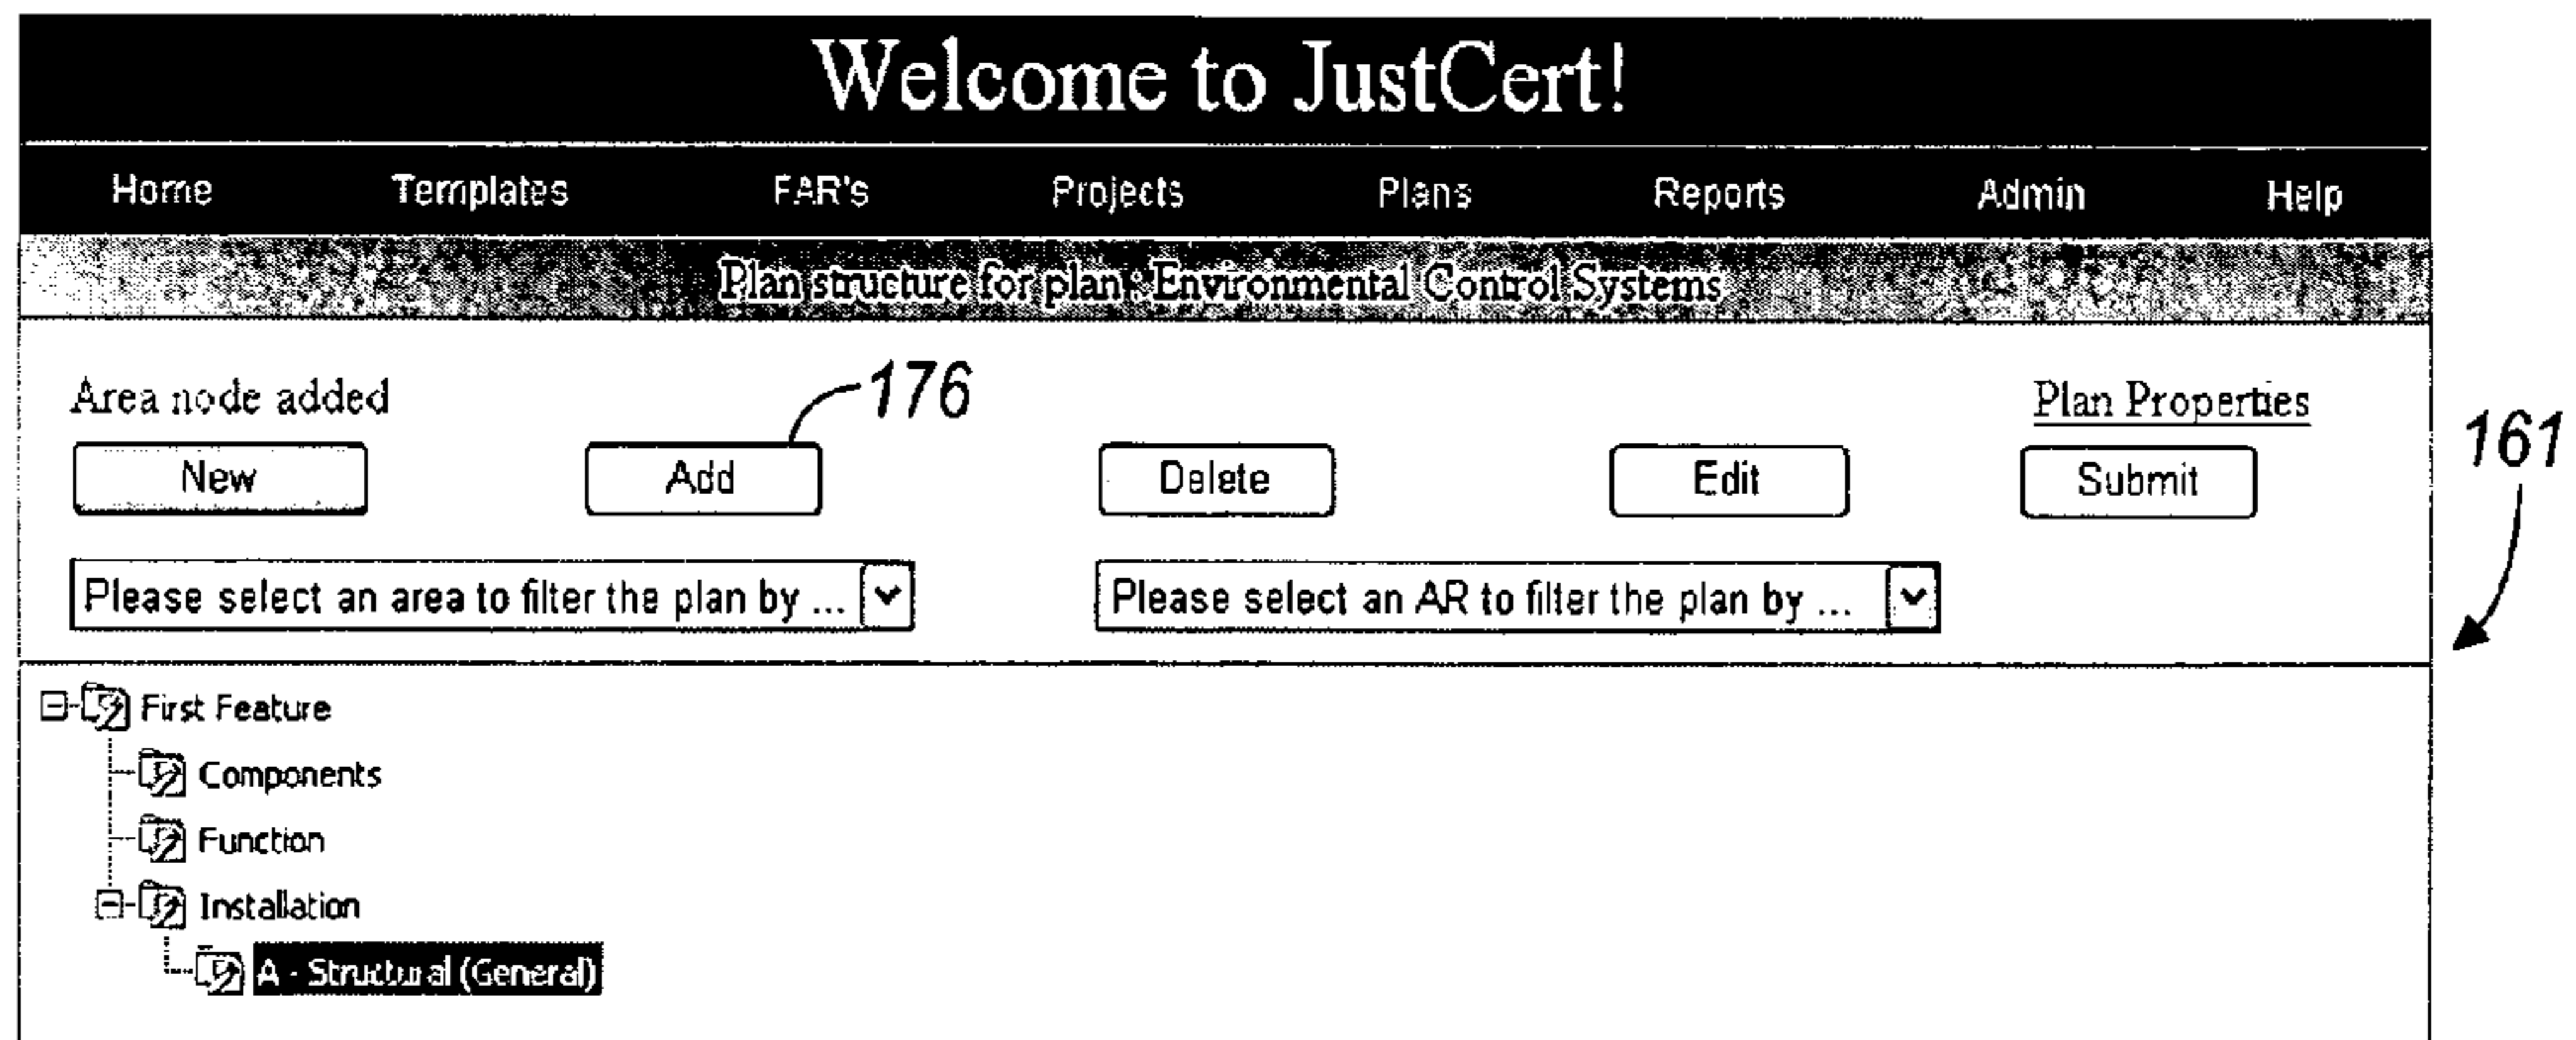 Welcome to JustCert!
Home Templates FAR's Projects Plans Reports Admin Help
Plan structure for plan : Environmental Control Systems
Area node added 176 Plan Properties
161
New Add Delete Edit Submit
Please select an area to filter the plan by ... Please select an AR to filter the plan by ...
First Feature
Components
Function
Installation
A - Structural (General)